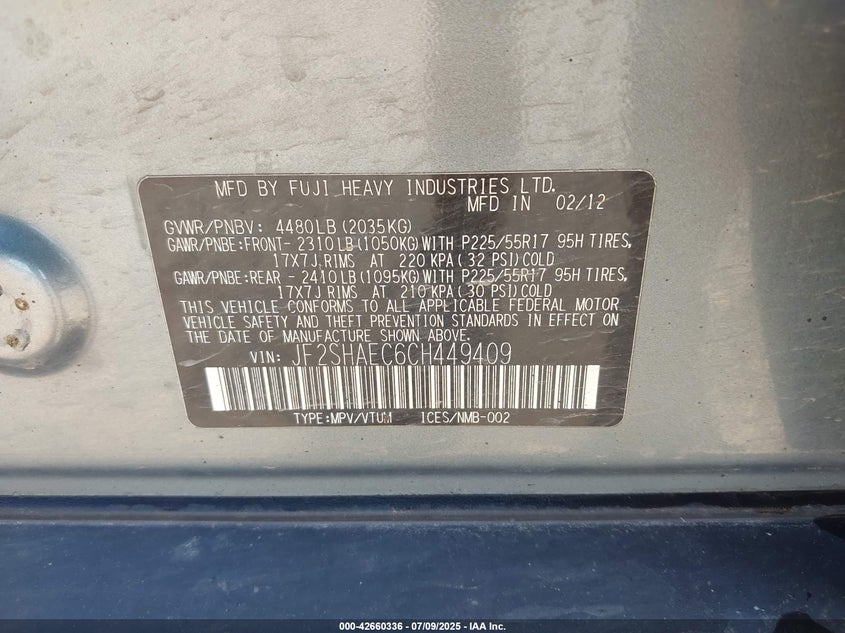 MFD BY FUJI HEAVY INDUSTRIES LTD.
MFD IN 02/12
GVWR/PNBV: 4480LB (2035KG)
GAWR/PNBE:FRONT- 2310LB (1050KG) WITH P225/55R17 95H TIRES,
17X7J.RIMS AT 220 KPA ( 32 PSI) COLD
GAWR/PNBE:REAR - 2410LB (1095KG) WITH P225/55R17 95H TIRES,
17X7J.RIMS AT 210 KPA ( 30 PSI) COLD
THIS VEHICLE CONFORMS TO ALL APPLICABLE FEDERAL MOTOR
VEHICLE SAFETY AND THEFT PREVENTION STANDARDS IN EFFECT ON
THE DATE OF MANUFACTURE SHOWN ABOVE.
VIN: JF2SHAEC6CH449409
TYPE:MPV/VTUM ICES/NMB-002
000-42660336 - 07/09/2025 - IAA Inc.